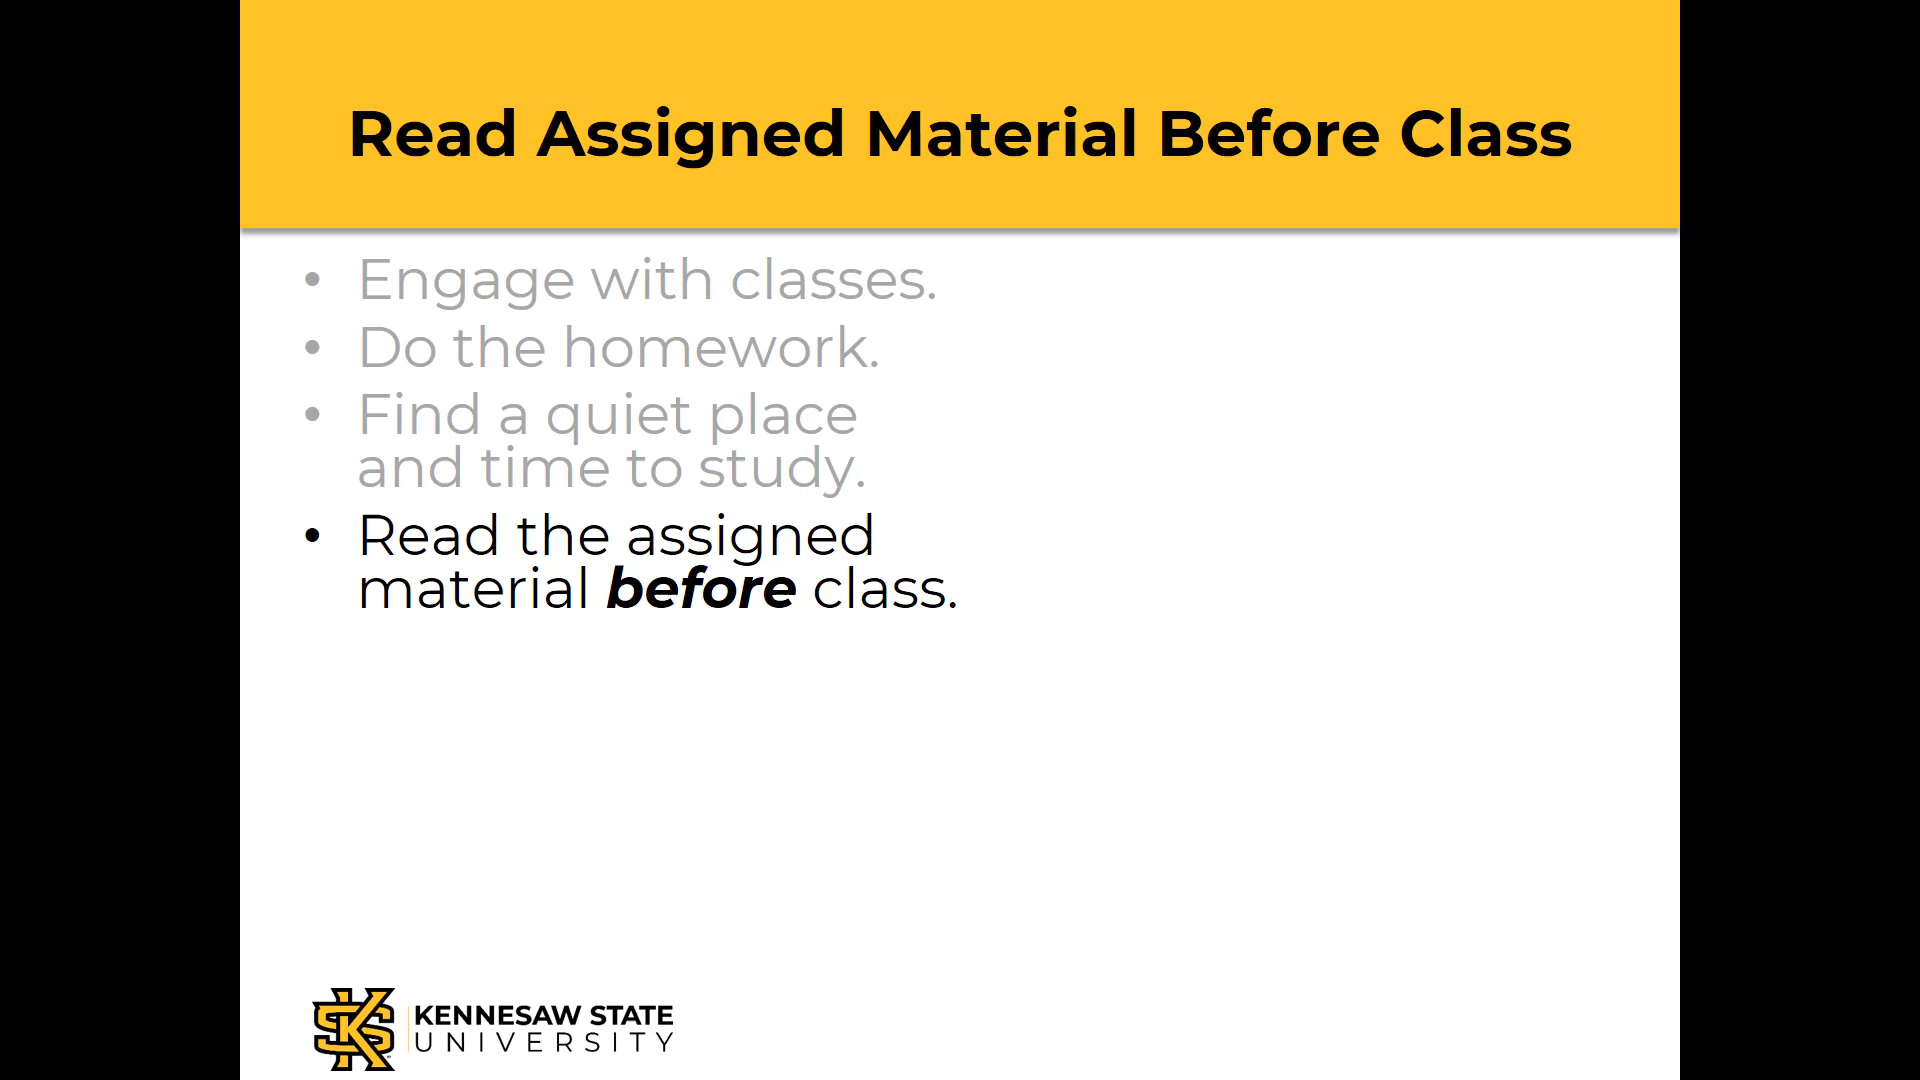 Read Assigned Material Before Class
• Engage with classes.
• Do the homework.
• Find a quiet place
and time to study.
• Read the assigned
material before class.
KS
KENNESAW STATE
UNIVERSITY